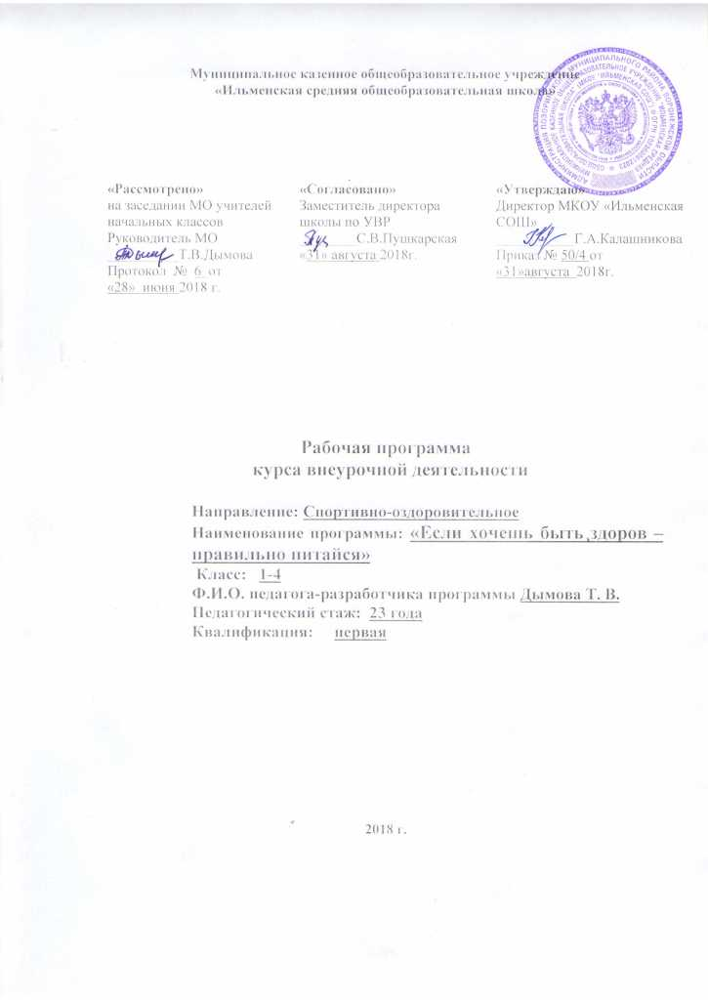 Муниципальное казенное общеобразовательное учреждение
«Ильменская средняя общеобразовательная школа»
«Рассмотрено»
на заседании МО учителей
начальных классов
Руководитель МО
Т.В.Дымова
Протокол № 6 от
«28» июня 2018 г.
«Согласовано»
Заместитель директора
школы по УВР
С.В.Пушкарская
«31» августа 2018г.
«Утверждаю»
Директор МКОУ «Ильменская
СОШ»
Г.А.Калашникова
Приказ № 50/4 от
«31»августа 2018г.
Рабочая программа
курса внеурочной деятельности
Направление: Спортивно-оздоровительное
Наименование программы: «Если хочешь быть здоров –
правильно питайся»
Класс: 1-4
Ф.И.О. педагога-разработчика программы Дымова Т. В.
Педагогический стаж: 23 года
Квалификация: первая
2018 г.